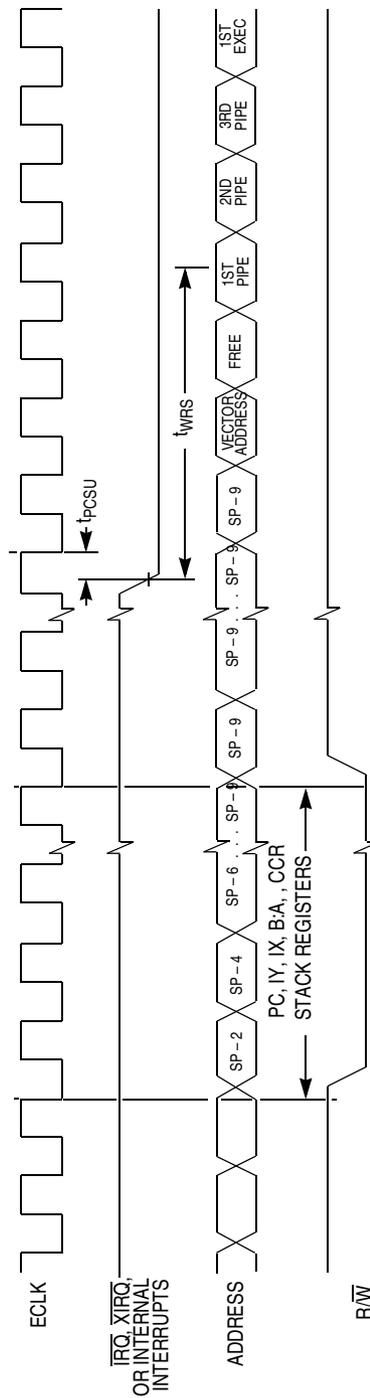 ECLK
t PCSU
IRQ, XIRQ,
OR INTERNAL
INTERRUPTS
t WRS
ADDRESS
SP – 2
SP – 4
SP – 6 . . . SP – 9
SP – 9
SP – 9 . . . SP – 9
SP – 9
VECTOR
ADDRESS
FREE
1ST
PIPE
2ND
PIPE
3RD
PIPE
1ST
EXEC
PC, IY, IX, B:A, , CCR
STACK REGISTERS
R/W